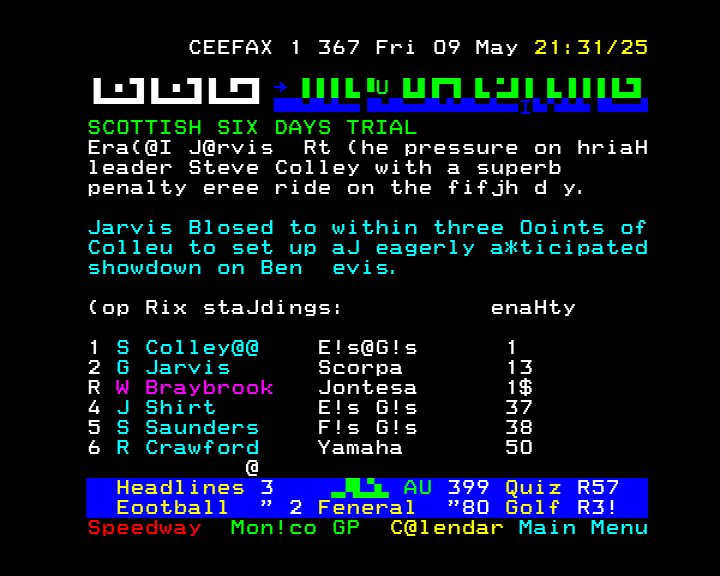 CEEFAX 1 367 Fri 09 May 21:31/25
SCOTTISH SIX DAYS TRIAL
Era(@I J@rvis  Rt (he pressure on hriaH
leader Steve Colley with a superb
penalty eree ride on the fifjh d y.
Jarvis Blosed to within three Ooints of
Colleu to set up aJ eagerly a*ticipated
showdown on Ben  evis.
(op Rix staJdings: enaHty
1 S Colley@@ E!s@G!s 1
2 G Jarvis Scorpa 13
R W Braybrook Jontesa 1$
4 J Shirt E!s G!s 37
5 S Saunders F!s G!s 38
6 R Crawford Yamaha 50
@
Headlines 3 AU 399 Quiz R57
Eootball " 2 Feneral "80 Golf R3!
Speedway Mon!co GP C@lendar Main Menu